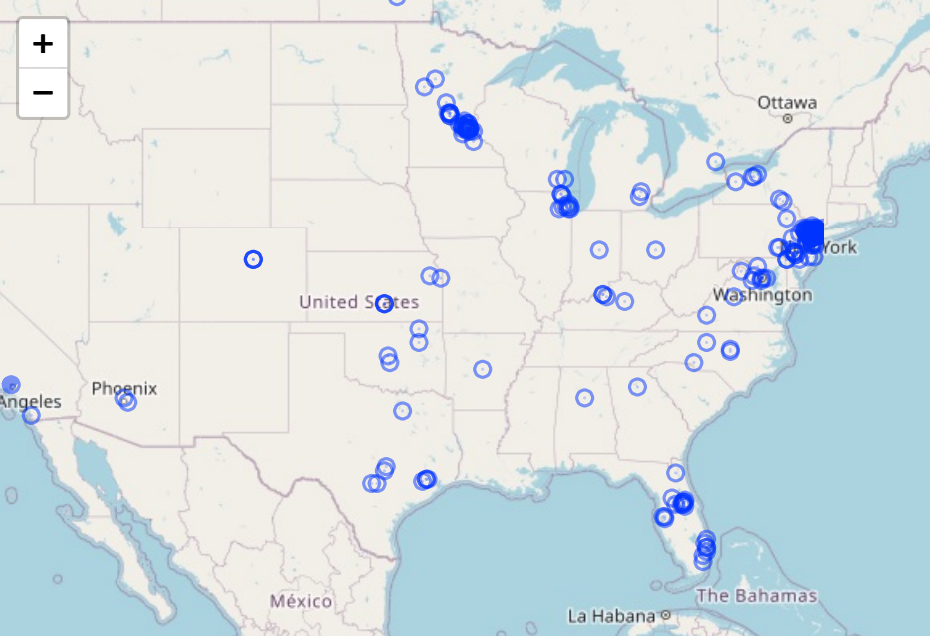 +
−
Ottawa
York
United States
Washington
Phoenix
Angeles
México
The Bahamas
La Habana